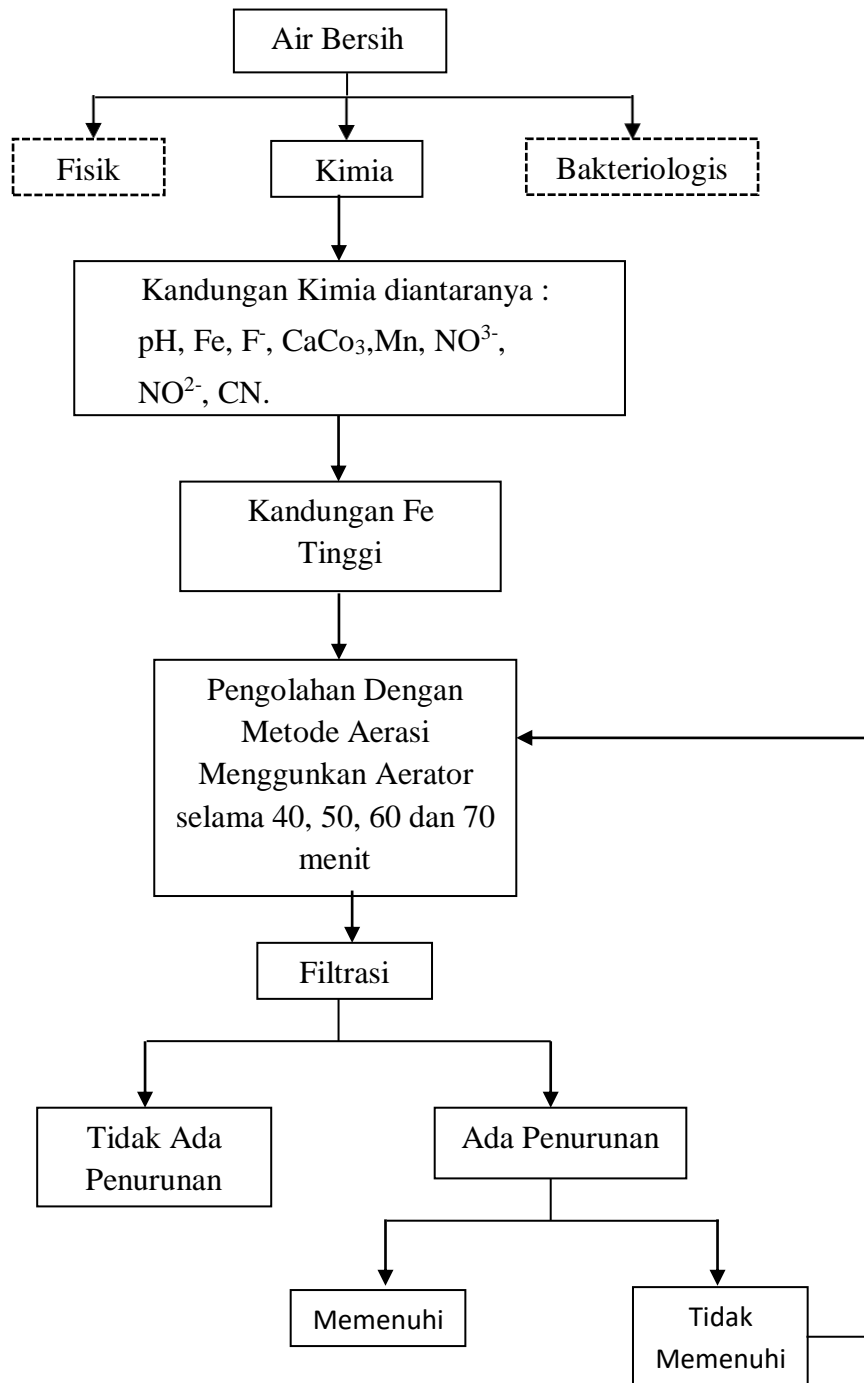 Air Bersih
Fisik
Kimia
Bakteriologis
Kandungan Kimia diantaranya :
pH, Fe, F⁻, CaCo₃,Mn, NO³⁻,
NO²⁻, CN.
Kandungan Fe
Tinggi
Pengolahan Dengan
Metode Aerasi
Menggunkan Aerator
selama 40, 50, 60 dan 70
menit
Filtrasi
Tidak Ada
Penurunan
Ada Penurunan
Memenuhi
Tidak
Memenuhi